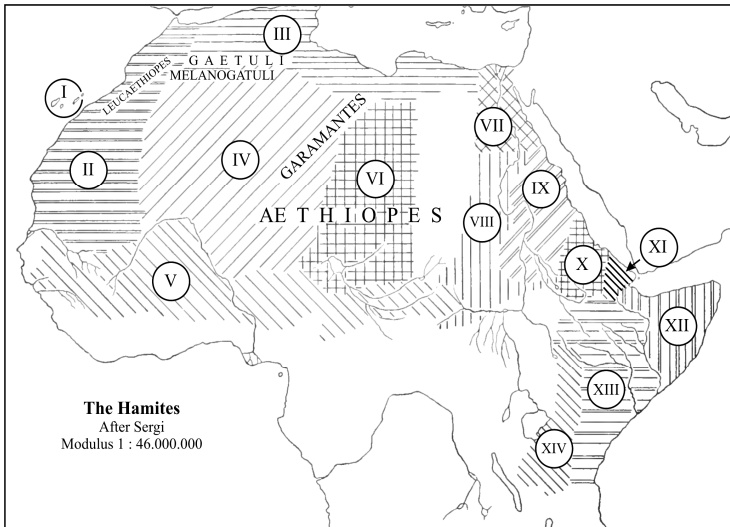 III
GAETULI
MELANOGATULI
LEUCAETHIOPES
I
GARAMANTES
VII
II
IV
VI
IX
AETHIOPES
VIII
XI
X
V
XII
XIII
XIV
The Hamites
After Sergi
Modulus 1 : 46.000.000